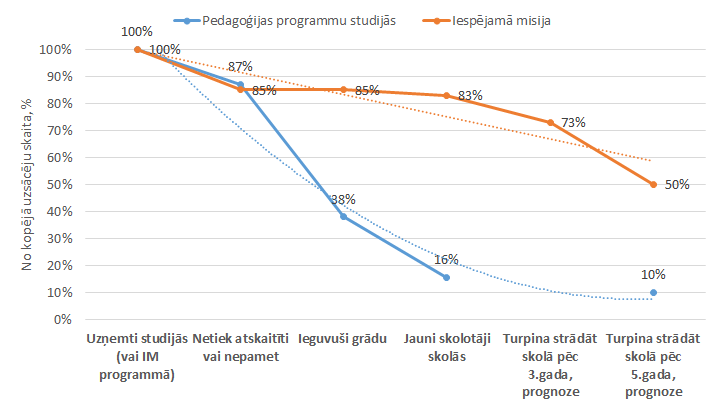 Pedagoģijas programmu studijās
Iespējamā misija
No kopējā uzsācēju skaita, %
100%
90%
80%
70%
60%
50%
40%
30%
20%
10%
0%
100%
100%
87%
85%
85%
83%
73%
50%
38%
16%
10%
Uzņemti studijās
(vai IM
programmā)
Netiek atskaitīti
vai nepamet
Ieguvuši grādu
Jauni skolotāji
skolās
Turpina strādāt
skolā pēc
3.gada,
prognoze
Turpina strādāt
skolā pēc
5.gada,
prognoze